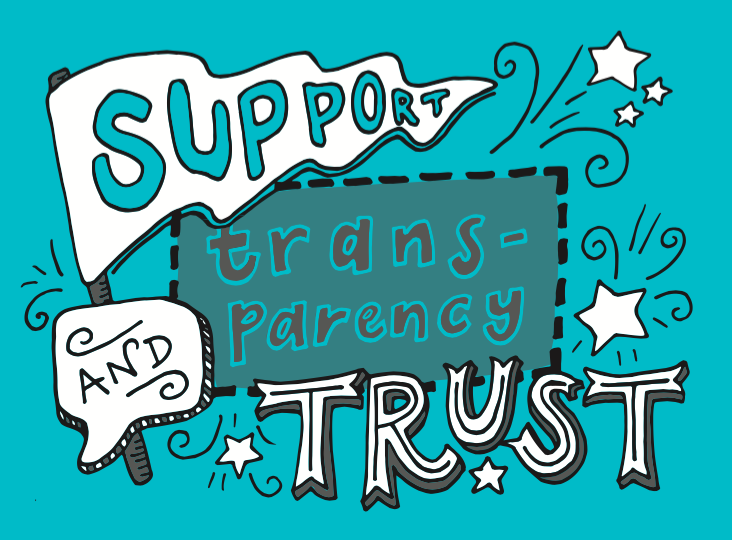 SUPPORT
trans-
parency
AND
TRUST